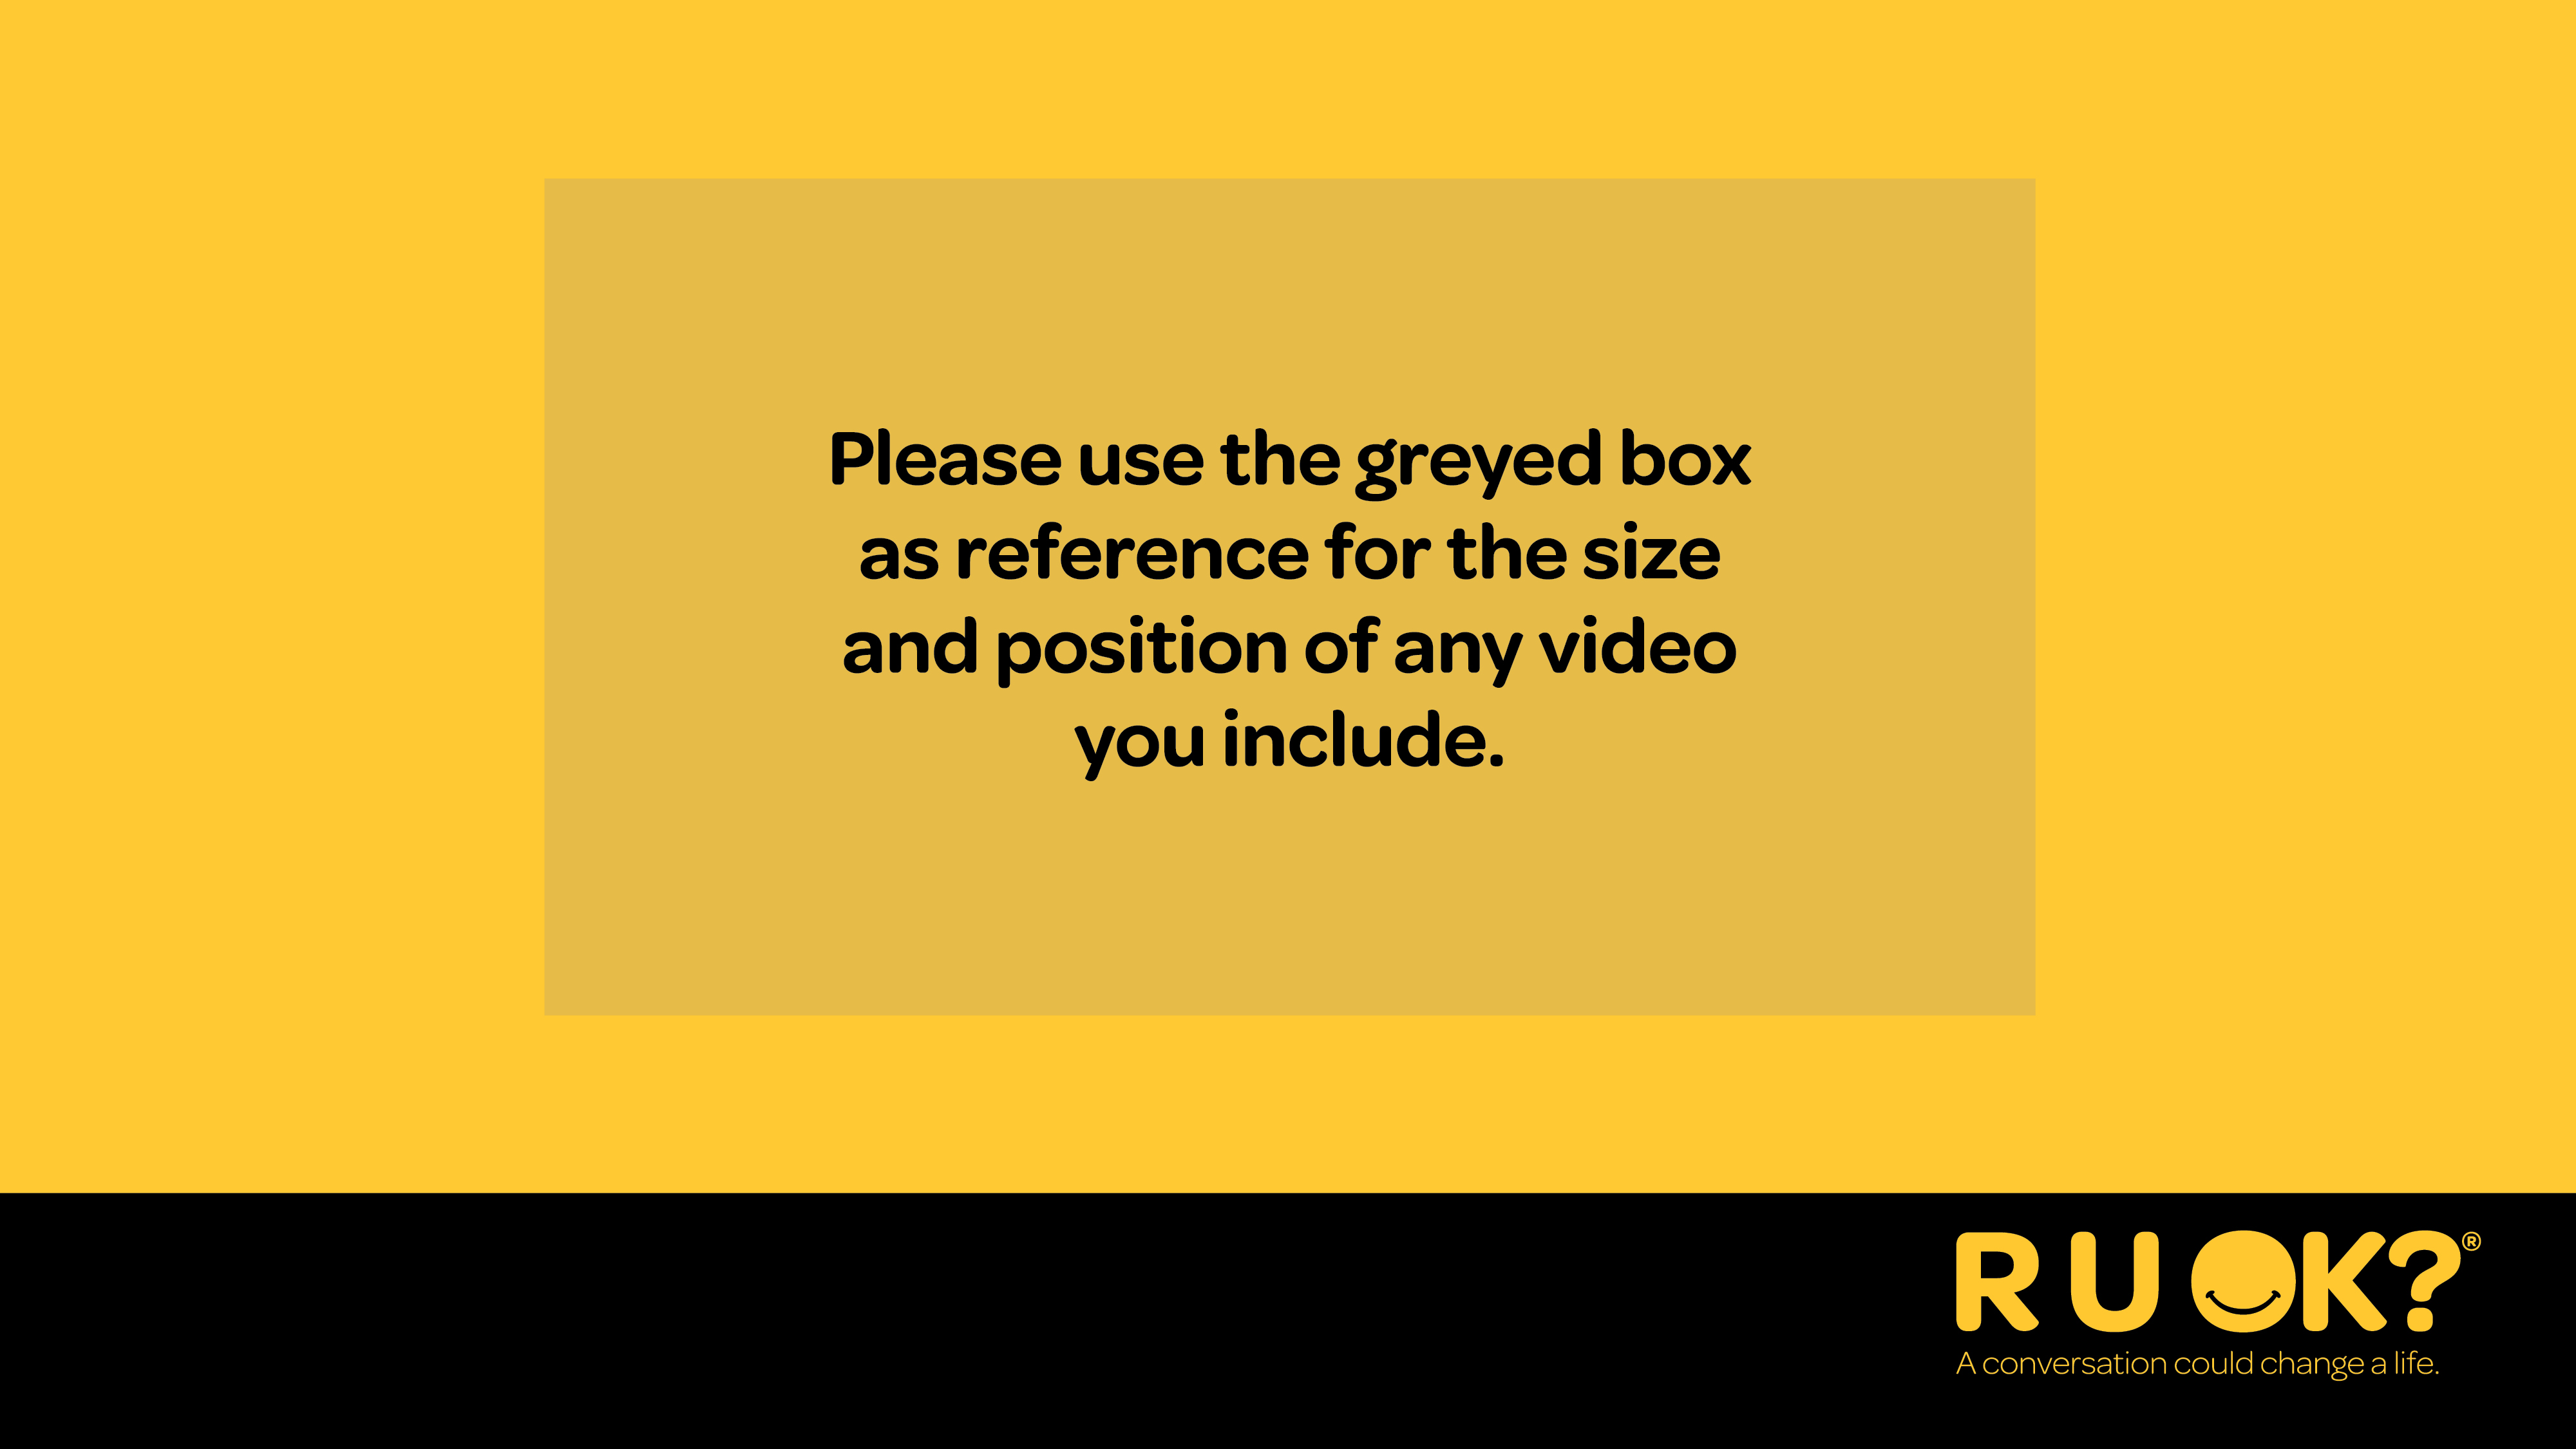 Please use the greyed box
as reference for the size
and position of any video
you include.
R U OK?®
A conversation could change a life.